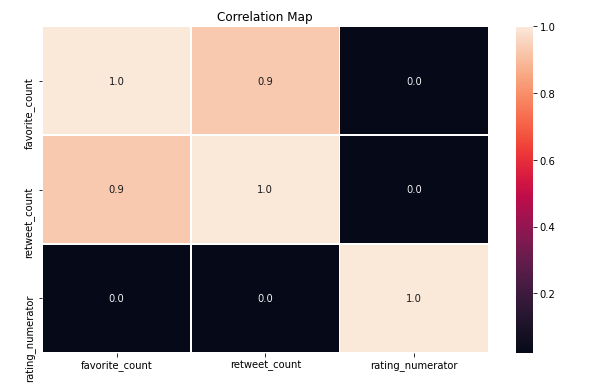 Correlation Map
favorite_count
1.0
0.9
0.0
retweet_count
0.9
1.0
0.0
rating_numerator
0.0
0.0
1.0
favorite_count
retweet_count
rating_numerator
1.0
0.8
0.6
0.4
0.2